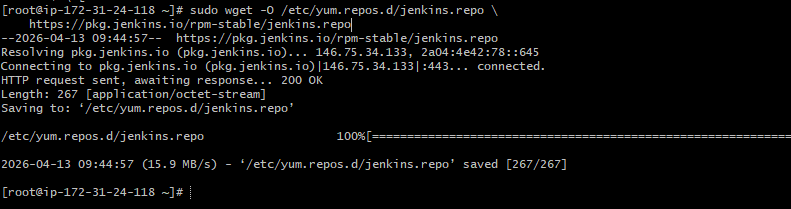 [root@ip-172-31-24-118 ~]# sudo wget -O /etc/yum.repos.d/jenkins.repo \
    https://pkg.jenkins.io/rpm-stable/jenkins.repo
--2026-04-13 09:44:57--  https://pkg.jenkins.io/rpm-stable/jenkins.repo
Resolving pkg.jenkins.io (pkg.jenkins.io)... 146.75.34.133, 2a04:4e42:78::645
Connecting to pkg.jenkins.io (pkg.jenkins.io)|146.75.34.133|:443... connected.
HTTP request sent, awaiting response... 200 OK
Length: 267 [application/octet-stream]
Saving to: ‘/etc/yum.repos.d/jenkins.repo’
/etc/yum.repos.d/jenkins.repo                 100%[===========================================================
2026-04-13 09:44:57 (15.9 MB/s) - ‘/etc/yum.repos.d/jenkins.repo’ saved [267/267]
[root@ip-172-31-24-118 ~]#